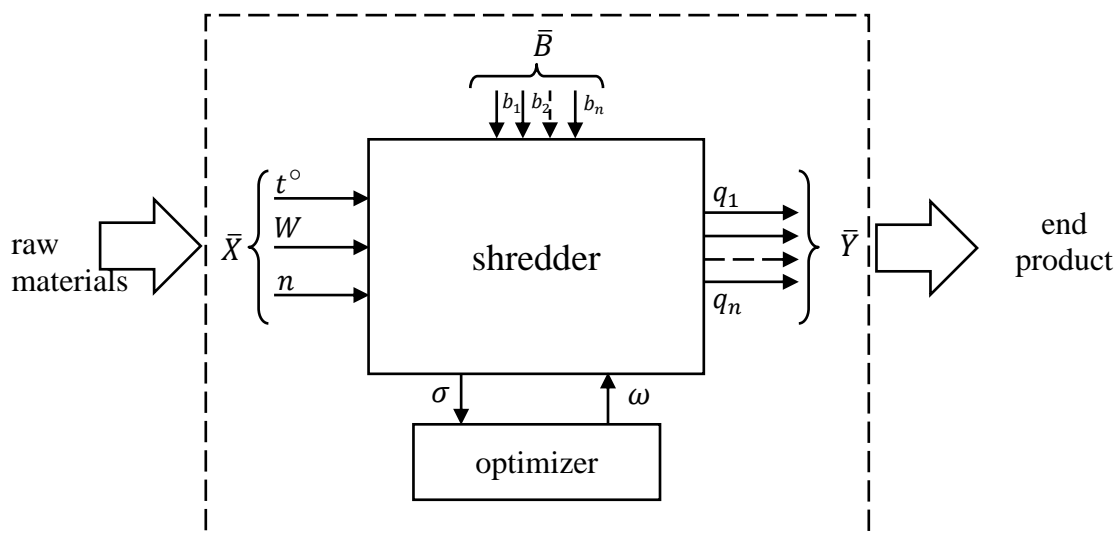 B̄
b₁ b₂ bₙ
t°
W
n
X̄
raw
materials
shredder
q₁
qₙ
Ȳ
end
product
σ
ω
optimizer